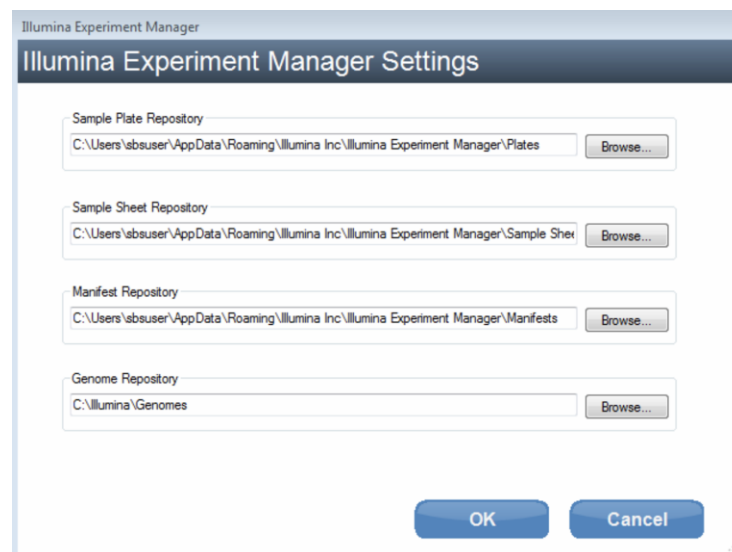 Illumina Experiment Manager
Illumina Experiment Manager Settings
Sample Plate Repository
C:\Users\sbsuser\AppData\Roaming\Illumina Inc\Illumina Experiment Manager\Plates
Browse...
Sample Sheet Repository
C:\Users\sbsuser\AppData\Roaming\Illumina Inc\Illumina Experiment Manager\Sample Shee
Browse...
Manifest Repository
C:\Users\sbsuser\AppData\Roaming\Illumina Inc\Illumina Experiment Manager\Manifests
Browse...
Genome Repository
C:\Illumina\Genomes
Browse...
OK
Cancel